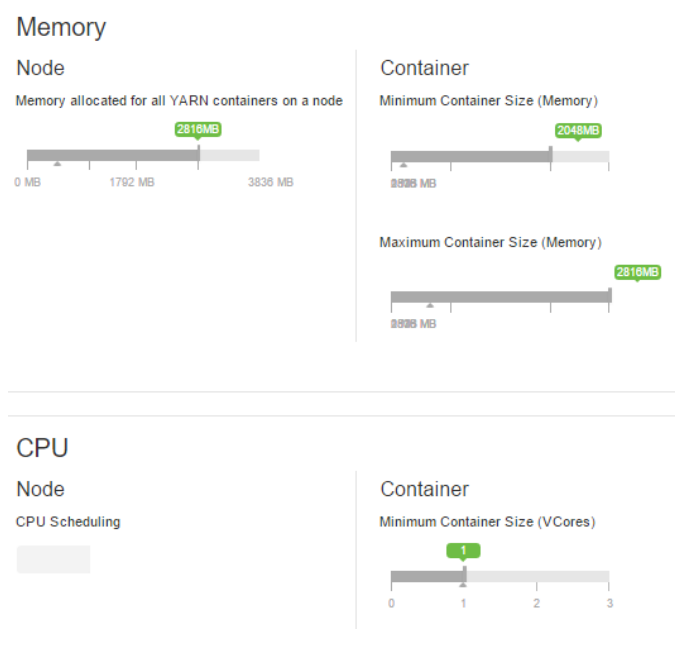 Memory
Node
Memory allocated for all YARN containers on a node
2816MB
0 MB 1792 MB 3836 MB
Container
Minimum Container Size (Memory)
2048MB
MB
Maximum Container Size (Memory)
2816MB
MB
CPU
Node
CPU Scheduling
Container
Minimum Container Size (VCores)
1
0 1 2 3